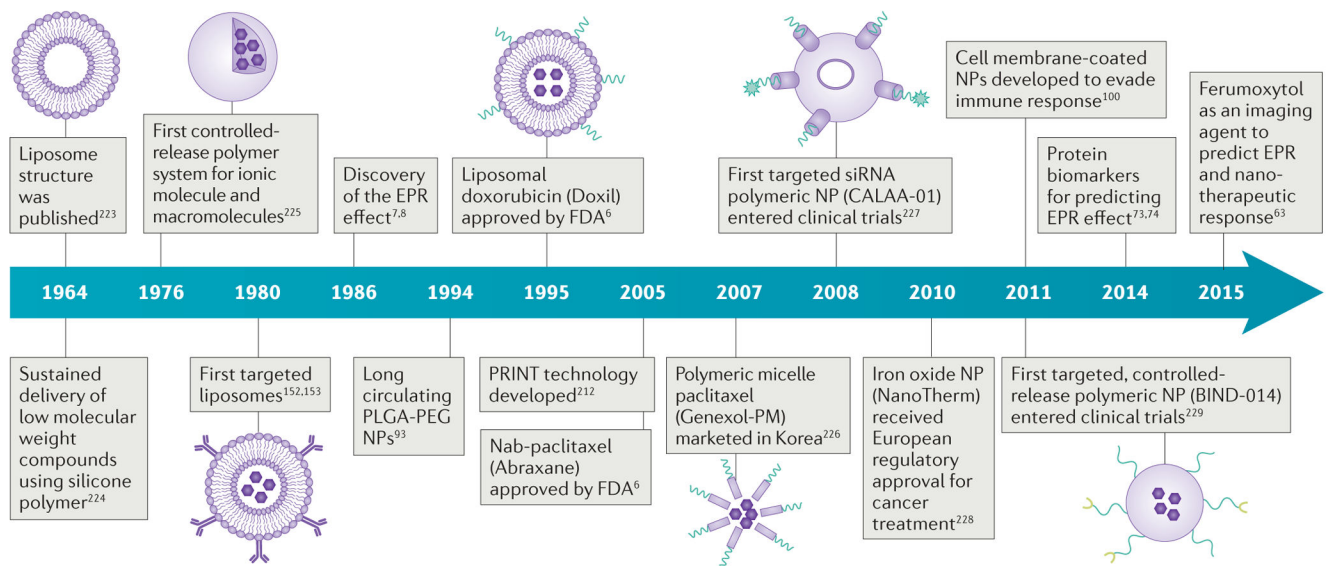 Liposome
structure
was
published223
First controlled-
release polymer
system for ionic
molecule and
macromolecules225
Discovery
of the EPR
effect7,8
Liposomal
doxorubicin (Doxil)
approved by FDA6
First targeted siRNA
polymeric NP (CALAA-01)
entered clinical trials227
Cell membrane-coated
NPs developed to evade
immune response100
Protein
biomarkers
for predicting
EPR effect73,74
Ferumoxytol
as an imaging
agent to
predict EPR
and nano-
therapeutic
response63
1964 1976 1980 1986 1994 1995 2005 2007 2008 2010 2011 2014 2015
Sustained
delivery of
low molecular
weight
compounds
using silicone
polymer224
First targeted
liposomes152,153
Long
circulating
PLGA-PEG
NPs93
PRINT technology
developed212
Nab-paclitaxel
(Abraxane)
approved by FDA6
Polymeric micelle
paclitaxel
(Genexol-PM)
marketed in Korea226
Iron oxide NP
(NanoTherm)
received
European
regulatory
approval for
cancer
treatment228
First targeted, controlled-
release polymeric NP (BIND-014)
entered clinical trials229